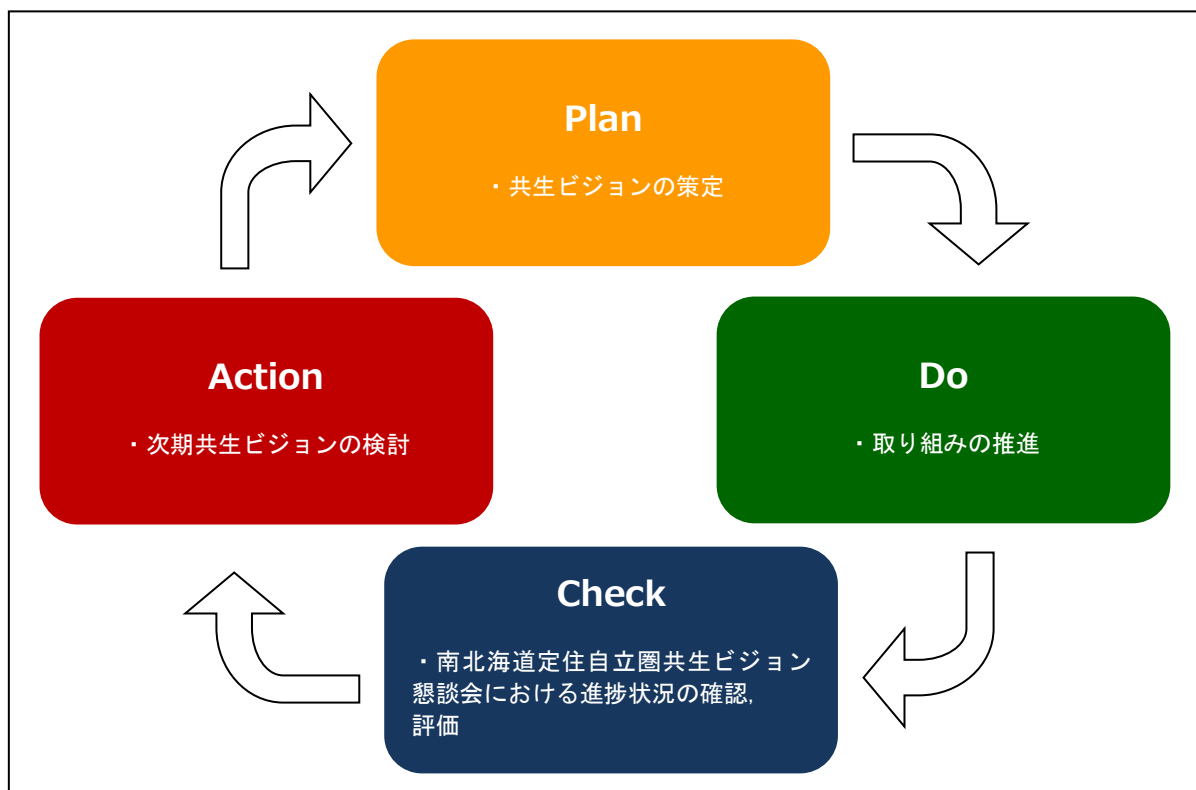 Plan
・共生ビジョンの策定
Action
・次期共生ビジョンの検討
Do
・取り組みの推進
Check
・南北海道定住自立圏共生ビジョン
懇談会における進捗状況の確認，
評価